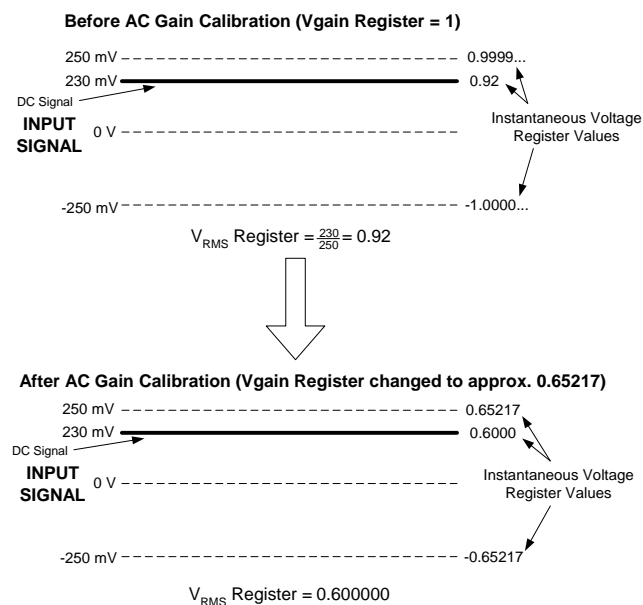 Before AC Gain Calibration (Vgain Register = 1)
250 mV 0.9999...
230 mV 0.92
DC Signal
INPUT
SIGNAL
0 V
Instantaneous Voltage
Register Values
-250 mV -1.0000...
VRMS Register = 230/250 = 0.92
After AC Gain Calibration (Vgain Register changed to approx. 0.65217)
250 mV 0.65217
230 mV 0.6000
DC Signal
INPUT
SIGNAL
0 V
Instantaneous Voltage
Register Values
-250 mV -0.65217
VRMS Register = 0.600000